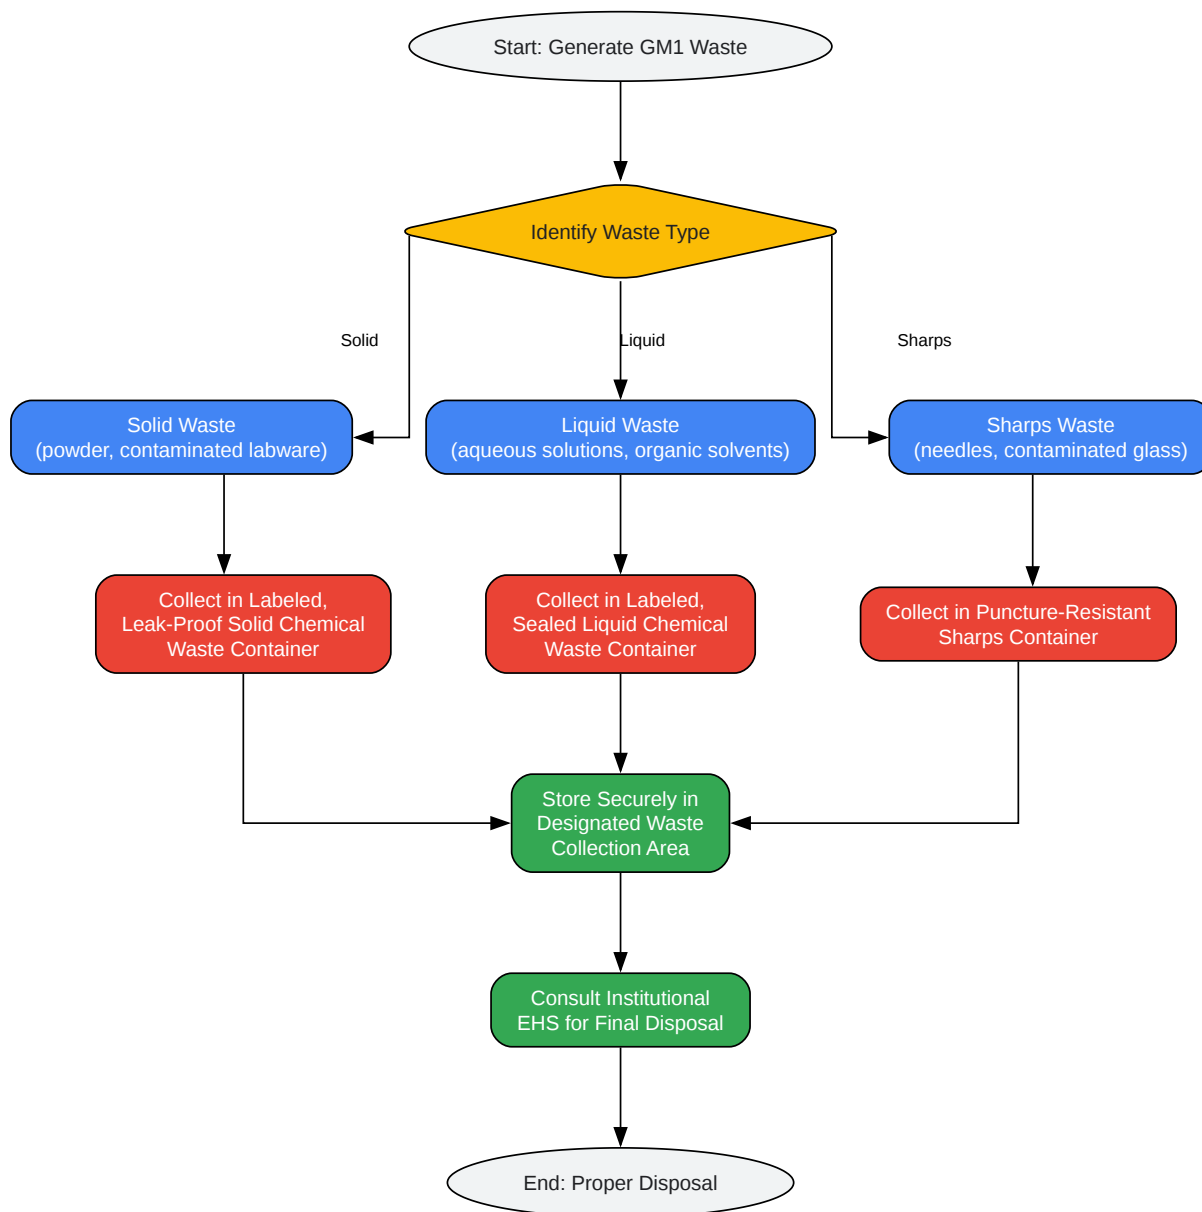 Start: Generate GM1 Waste
Identify Waste Type
Solid
Liquid
Sharps
Solid Waste
(powder, contaminated labware)
Liquid Waste
(aqueous solutions, organic solvents)
Sharps Waste
(needles, contaminated glass)
Collect in Labeled,
Leak-Proof Solid Chemical
Waste Container
Collect in Labeled,
Sealed Liquid Chemical
Waste Container
Collect in Puncture-Resistant
Sharps Container
Store Securely in
Designated Waste
Collection Area
Consult Institutional
EHS for Final Disposal
End: Proper Disposal